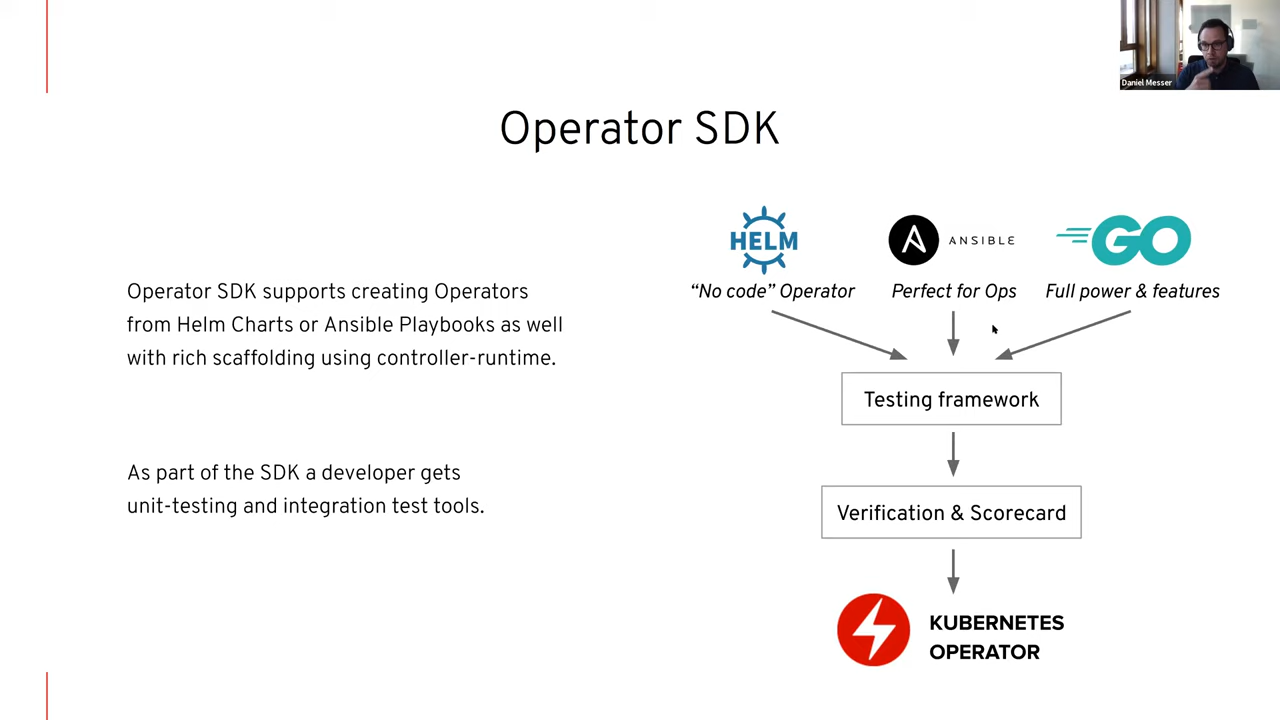 Daniel Messer
Operator SDK
Operator SDK supports creating Operators
from Helm Charts or Ansible Playbooks as well
with rich scaffolding using controller-runtime.
As part of the SDK a developer gets
unit-testing and integration test tools.
HELM
ANSIBLE
GO
“No code” Operator
Perfect for Ops
Full power & features
Testing framework
Verification & Scorecard
KUBERNETES
OPERATOR